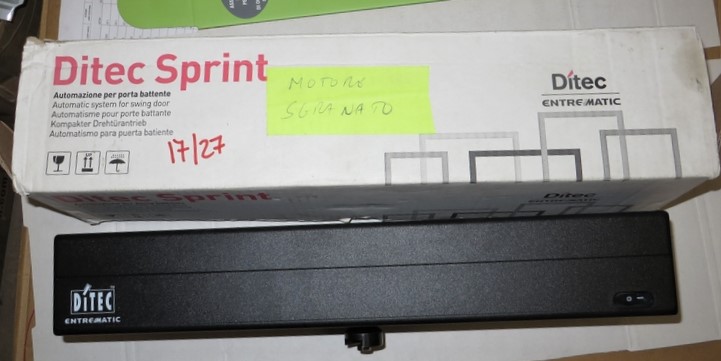 Ditec Sprint
Automazione per porta battente
Automatic system for swing door
Automatisme pour porte battante
Kompakter Drehtürantrieb
Automatismo para puerta batiente
17/27
MOTORE
SGRANATO
Ditec
ENTREMATIC
Ditec Sprint
Ditec
DITEC
ENTREMATIC